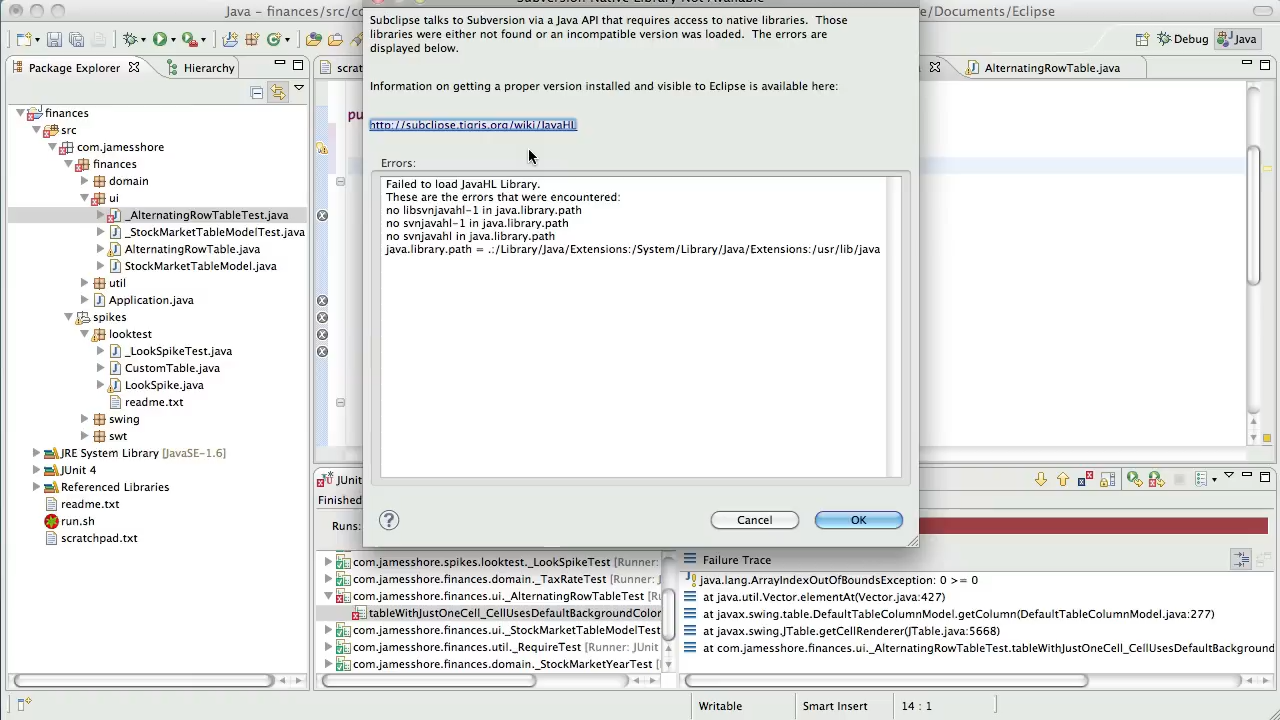 Subversion Native Library Not Available
Java – finances/src/co
e/Documents/Eclipse
Subclipse talks to Subversion via a Java API that requires access to native libraries. Those
libraries were either not found or an incompatible version was loaded. The errors are
displayed below.
Information on getting a proper version installed and visible to Eclipse is available here:
http://subclipse.tigris.org/wiki/JavaHL
Errors:
Failed to load JavaHL Library.
These are the errors that were encountered:
no libsvnjavahl-1 in java.library.path
no svnjavahl-1 in java.library.path
no svnjavahl in java.library.path
java.library.path = .:/Library/Java/Extensions:/System/Library/Java/Extensions:/usr/lib/java
Cancel
OK
Debug
Java
Package Explorer
Hierarchy
scrat
AlternatingRowTable.java
pu
finances
src
com.jamesshore
finances
domain
ui
_AlternatingRowTableTest.java
_StockMarketTableModelTest.java
AlternatingRowTable.java
StockMarketTableModel.java
util
Application.java
spikes
looktest
_LookSpikeTest.java
CustomTable.java
LookSpike.java
readme.txt
swing
swt
JRE System Library [JavaSE-1.6]
JUnit 4
Referenced Libraries
readme.txt
run.sh
scratchpad.txt
JUnit
Finished
Runs:
com.jamesshore.spikes.looktest._LookSpikeTest [Runner:
com.jamesshore.finances.domain._TaxRateTest [Runner: J
com.jamesshore.finances.ui._AlternatingRowTableTest [R
tableWithJustOneCell_CellUsesDefaultBackgroundColor
com.jamesshore.finances.ui._StockMarketTableModelTest
com.jamesshore.finances.util._RequireTest [Runner: JUnit
com.jamesshore.finances.domain._StockMarketYearTest [
Failure Trace
java.lang.ArrayIndexOutOfBoundsException: 0 >= 0
at java.util.Vector.elementAt(Vector.java:427)
at javax.swing.table.DefaultTableColumnModel.getColumn(DefaultTableColumnModel.java:277)
at javax.swing.JTable.getCellRenderer(JTable.java:5668)
at com.jamesshore.finances.ui._AlternatingRowTableTest.tableWithJustOneCell_CellUsesDefaultBackground
Writable
Smart Insert
14 : 1